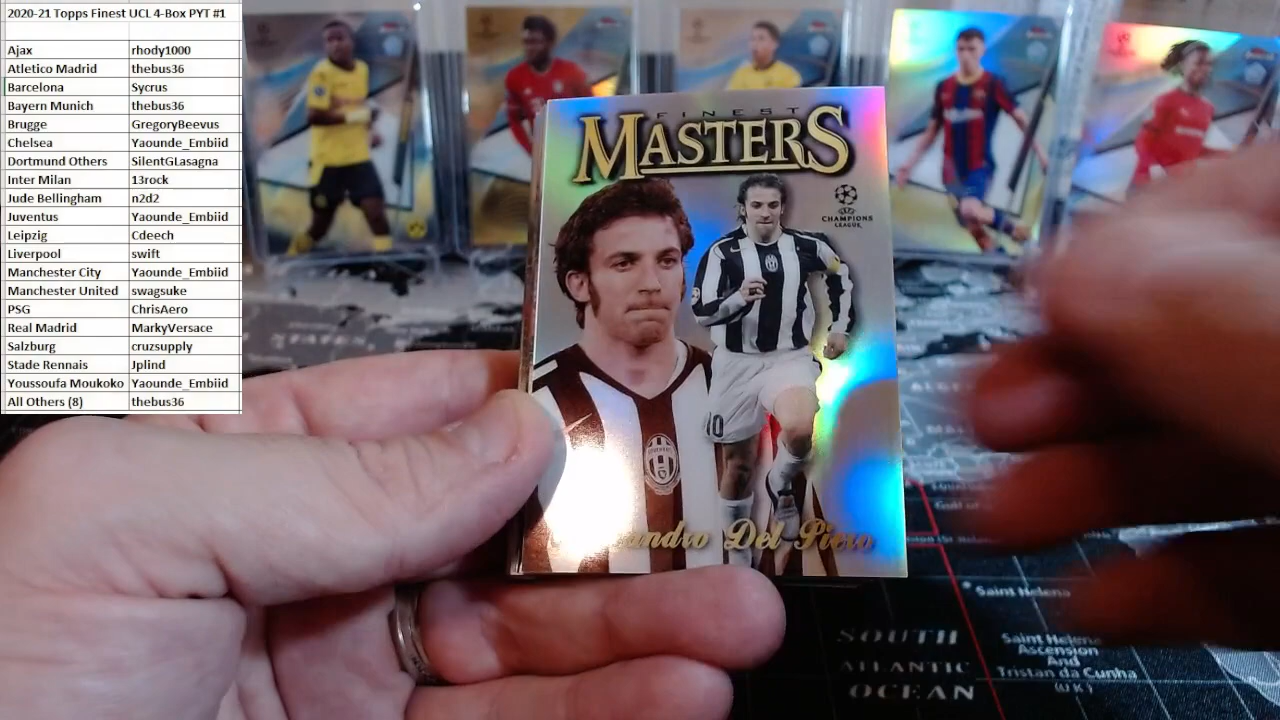 2020-21 Topps Finest UCL 4-Box PYT #1
Ajax rhody1000
Atletico Madrid thebus36
Barcelona Sycrus
Bayern Munich thebus36
Brugge GregoryBeevus
Chelsea Yaounde_Embiid
Dortmund Others SilentGLasagna
Inter Milan 13rock
Jude Bellingham n2d2
Juventus Yaounde_Embiid
Leipzig Cdeech
Liverpool swift
Manchester City Yaounde_Embiid
Manchester United swagsuke
PSG ChrisAero
Real Madrid MarkyVersace
Salzburg cruzsupply
Stade Rennais Jplind
Youssoufa Moukoko Yaounde_Embiid
All Others (8) thebus36
FINEST
MASTERS
UEFA
CHAMPIONS
LEAGUE
10
Del Piero
Saint Helena
SOUTH
ATLANTIC
OCEAN
Saint Helena
Ascension
And
Tristan da Cunha
(UK)